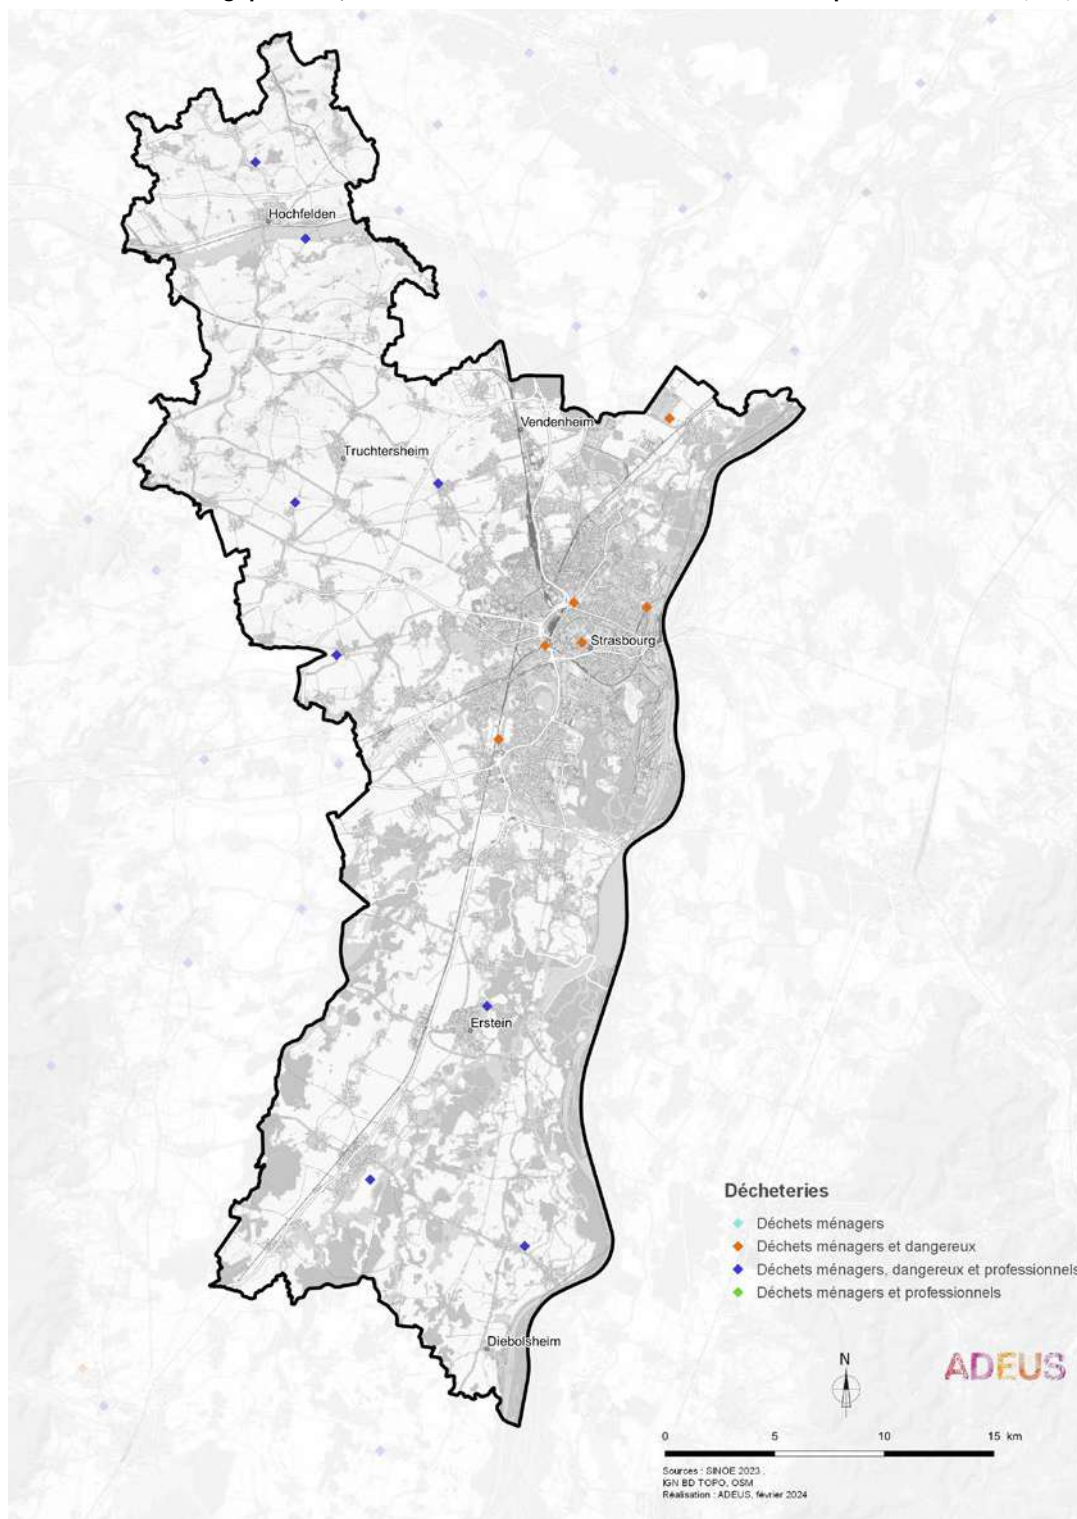 Hochfelden
Vendenheim
Truchtersheim
Strasbourg
Erstein
Diebolsheim
Décheteries
Déchets ménagers
Déchets ménagers et dangereux
Déchets ménagers, dangereux et professionnels
Déchets ménagers et professionnels
N
ADEUS
0 5 10 15 km
Sources : SINOE 2023 ,
IGN BD TOPO, OSM
Réalisation : ADEUS, février 2024